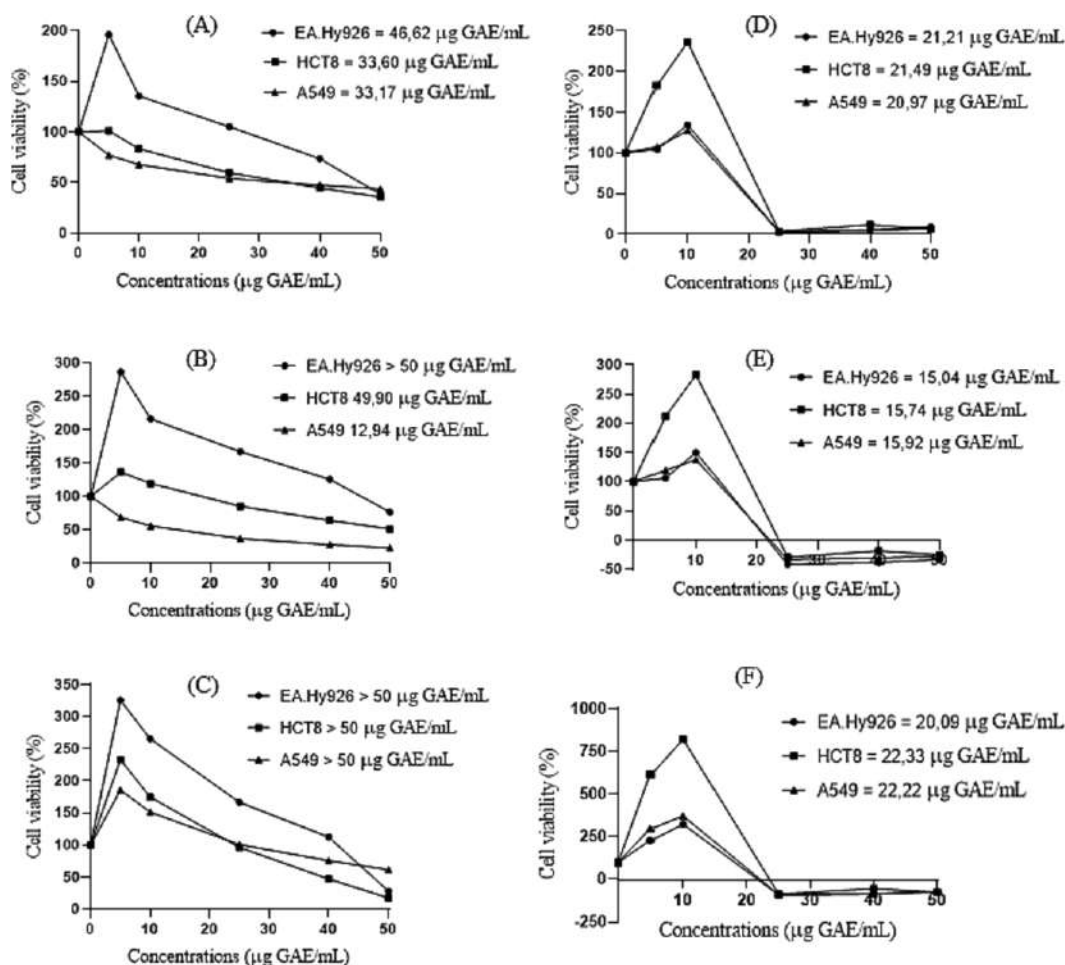 (A)
Cell viability (%)
200
150
100
50
0
EA.Hy926 = 46,62 µg GAE/mL
HCT8 = 33,60 µg GAE/mL
A549 = 33,17 µg GAE/mL
0 10 20 30 40 50
Concentrations (µg GAE/mL)
(D)
Cell viability (%)
250
200
150
100
50
0
EA.Hy926 = 21,21 µg GAE/mL
HCT8 = 21,49 µg GAE/mL
A549 = 20,97 µg GAE/mL
0 10 20 30 40 50
Concentrations (µg GAE/mL)
(B)
Cell viability (%)
300
250
200
150
100
50
0
EA.Hy926 > 50 µg GAE/mL
HCT8 49,90 µg GAE/mL
A549 12,94 µg GAE/mL
0 10 20 30 40 50
Concentrations (µg GAE/mL)
(E)
Cell viability (%)
300
250
200
150
100
50
0
-50
EA.Hy926 = 15,04 µg GAE/mL
HCT8 = 15,74 µg GAE/mL
A549 = 15,92 µg GAE/mL
10 20 30 40 50
Concentrations (µg GAE/mL)
(C)
Cell viability (%)
350
300
250
200
150
100
50
0
EA.Hy926 > 50 µg GAE/mL
HCT8 > 50 µg GAE/mL
A549 > 50 µg GAE/mL
0 10 20 30 40 50
Concentrations (µg GAE/mL)
(F)
Cell viability (%)
1000
750
500
250
0
-250
EA.Hy926 = 20,09 µg GAE/mL
HCT8 = 22,33 µg GAE/mL
A549 = 22,22 µg GAE/mL
10 20 30 40 50
Concentrations (µg GAE/mL)